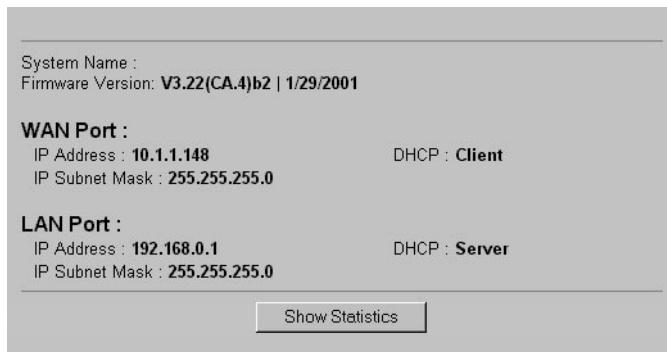 System Name :
Firmware Version: V3.22(CA.4)b2 | 1/29/2001
WAN Port :
IP Address : 10.1.1.148 DHCP : Client
IP Subnet Mask : 255.255.255.0
LAN Port :
IP Address : 192.168.0.1 DHCP : Server
IP Subnet Mask : 255.255.255.0
Show Statistics